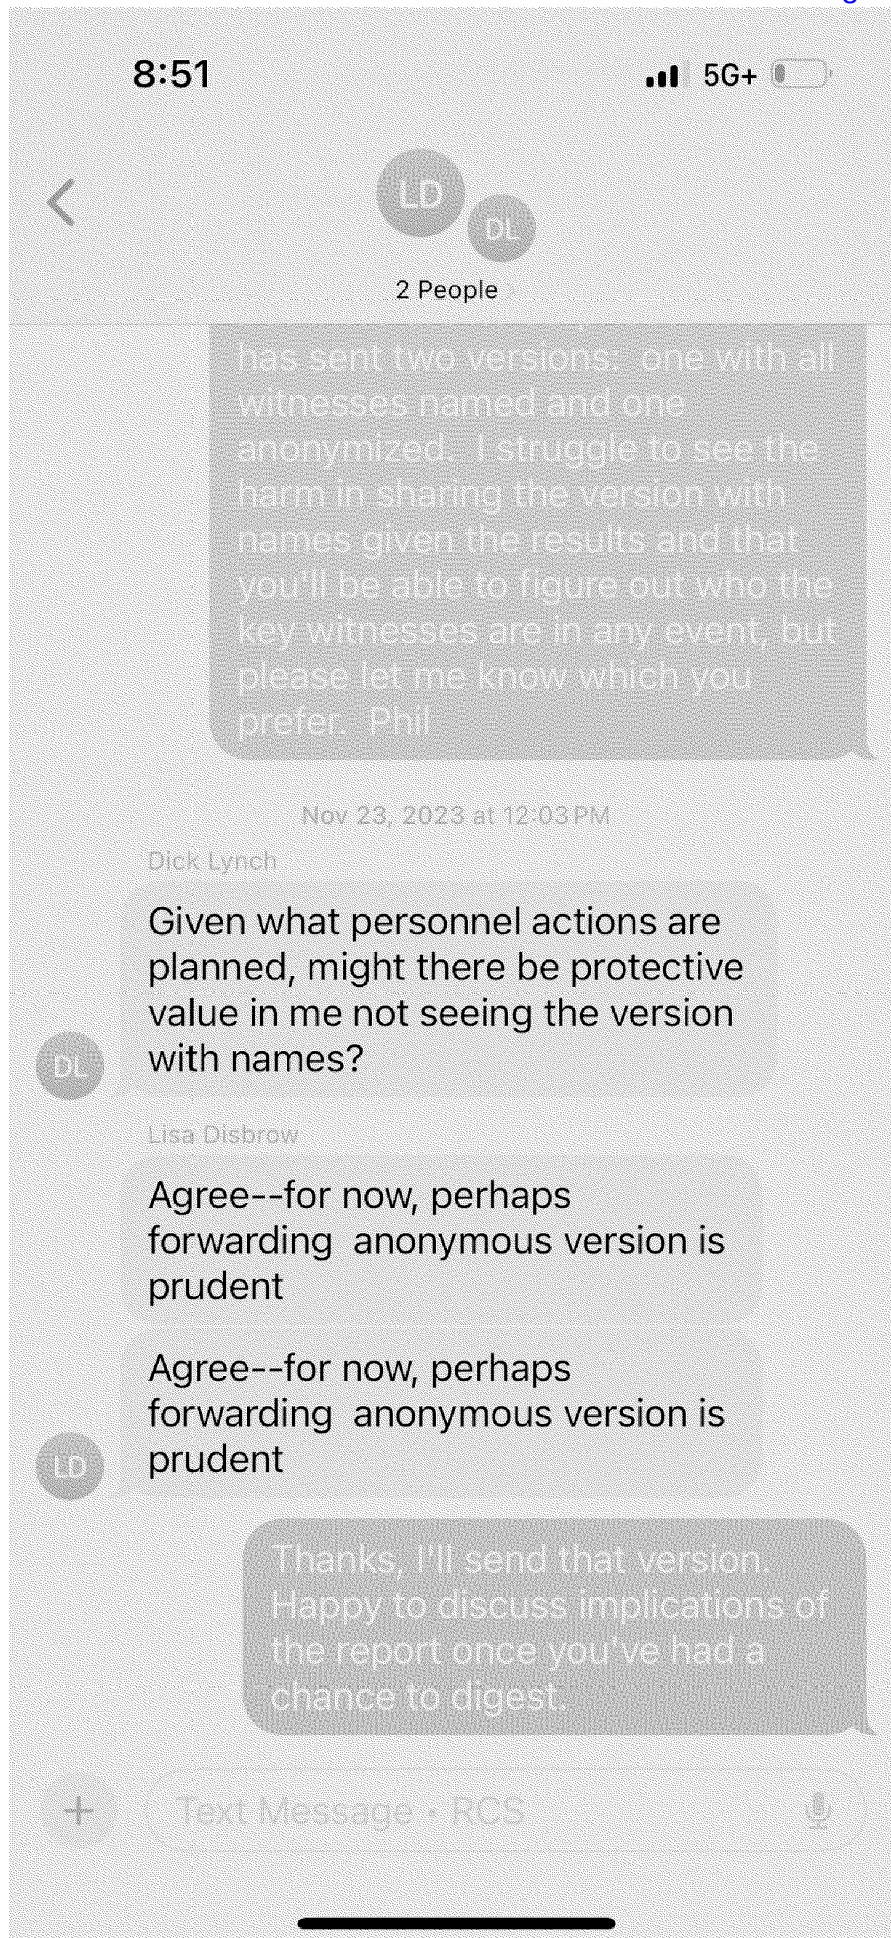 8:51
5G+
LD
DL
2 People
has sent two versions:  one with all
witnesses named and one
anonymized.  I struggle to see the
harm in sharing the version with
names given the results and that
you'll be able to figure out who the
key witnesses are in any event, but
please let me know which you
prefer.  Phil
Nov 23, 2023 at 12:03 PM
Dick Lynch
Given what personnel actions are
planned, might there be protective
value in me not seeing the version
with names?
DL
Lisa Disbrow
Agree--for now, perhaps
forwarding  anonymous version is
prudent
Agree--for now, perhaps
forwarding  anonymous version is
prudent
LD
Thanks, I'll send that version.
Happy to discuss implications of
the report once you've had a
chance to digest.
Text Message • RCS